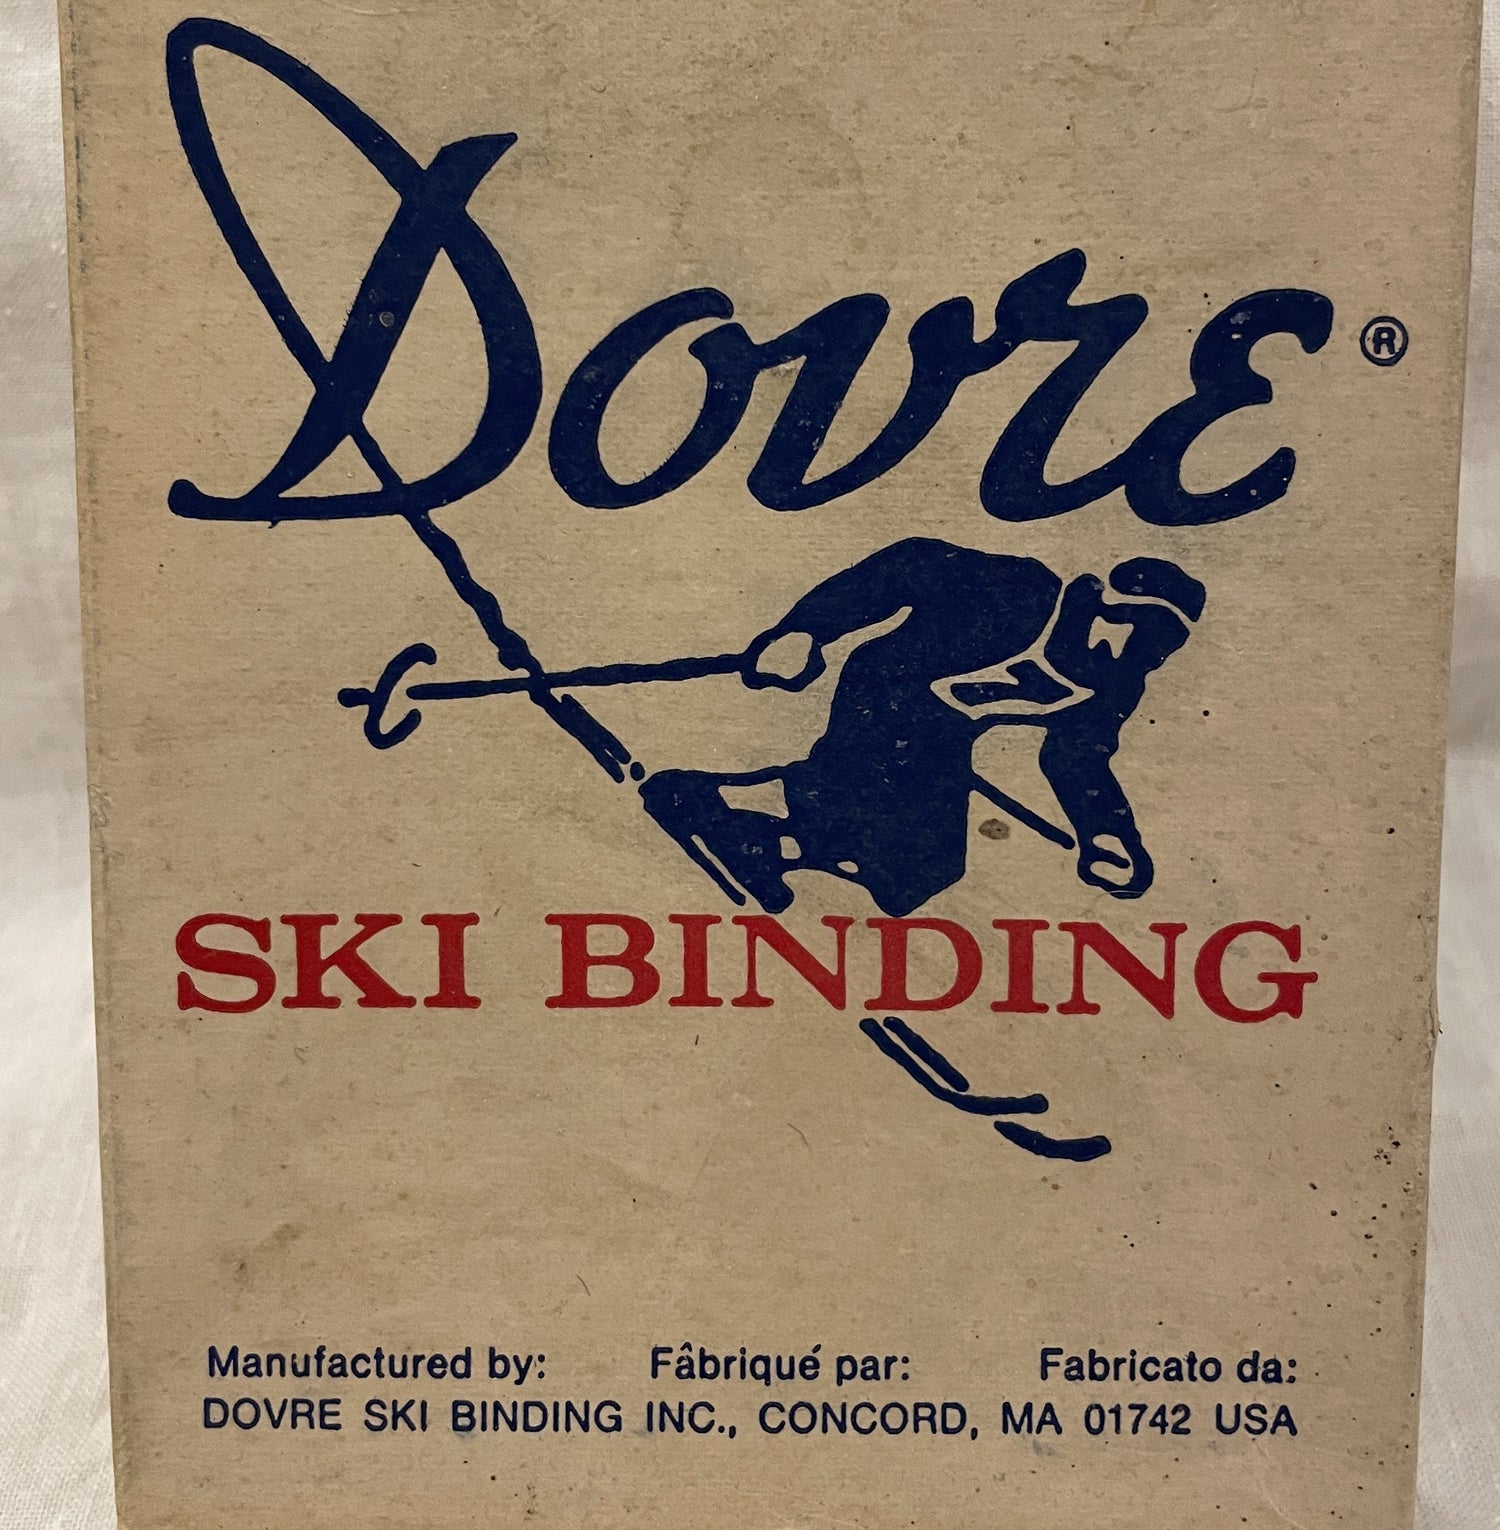 Dovre®
SKI BINDING
Manufactured by: Fâbriqué par: Fabricato da:
DOVRE SKI BINDING INC., CONCORD, MA 01742 USA